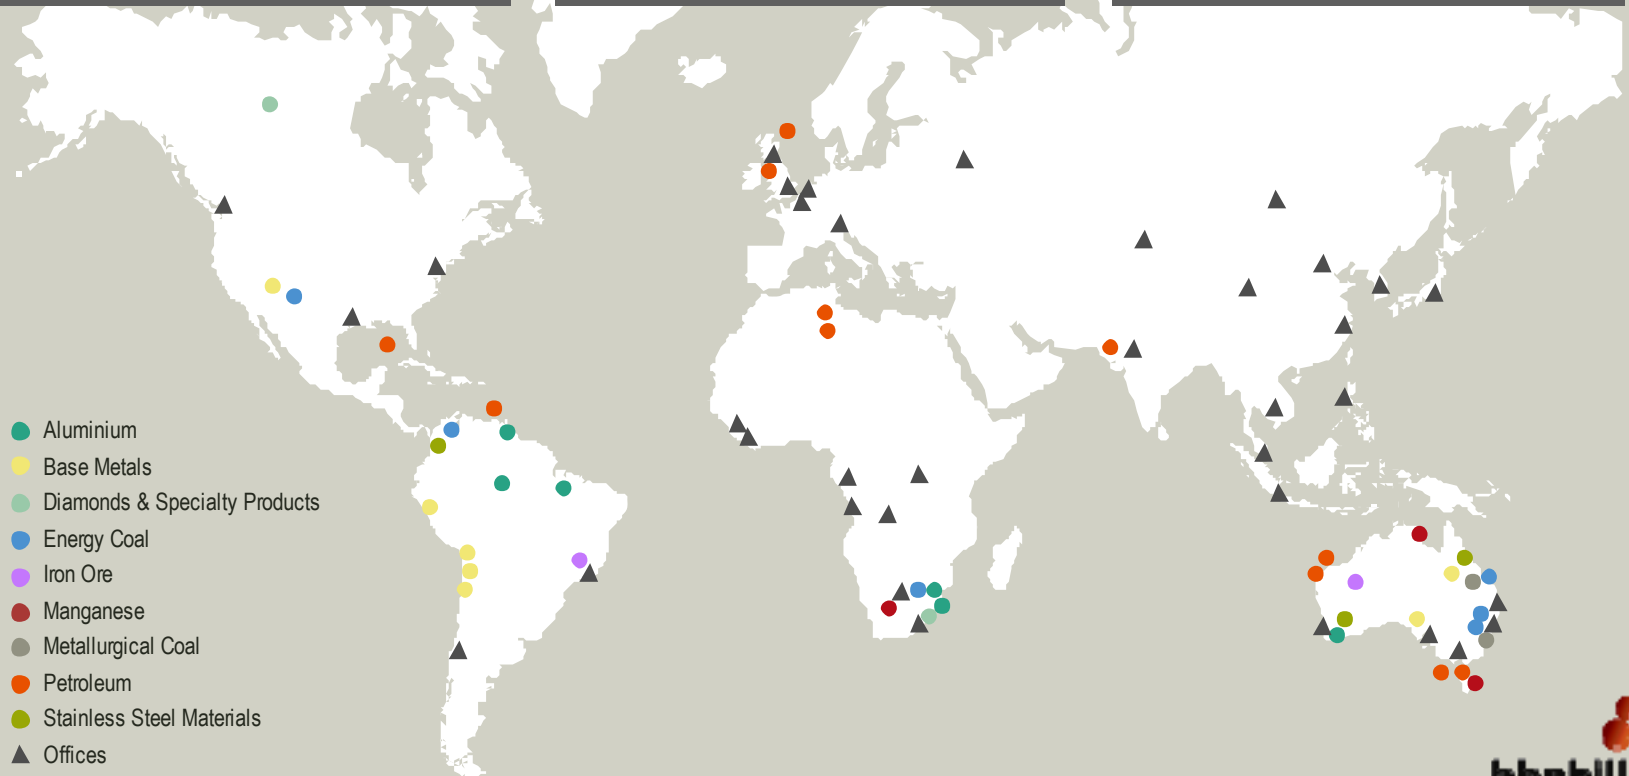 Aluminium
Base Metals
Diamonds & Specialty Products
Energy Coal
Iron Ore
Manganese
Metallurgical Coal
Petroleum
Stainless Steel Materials
Offices